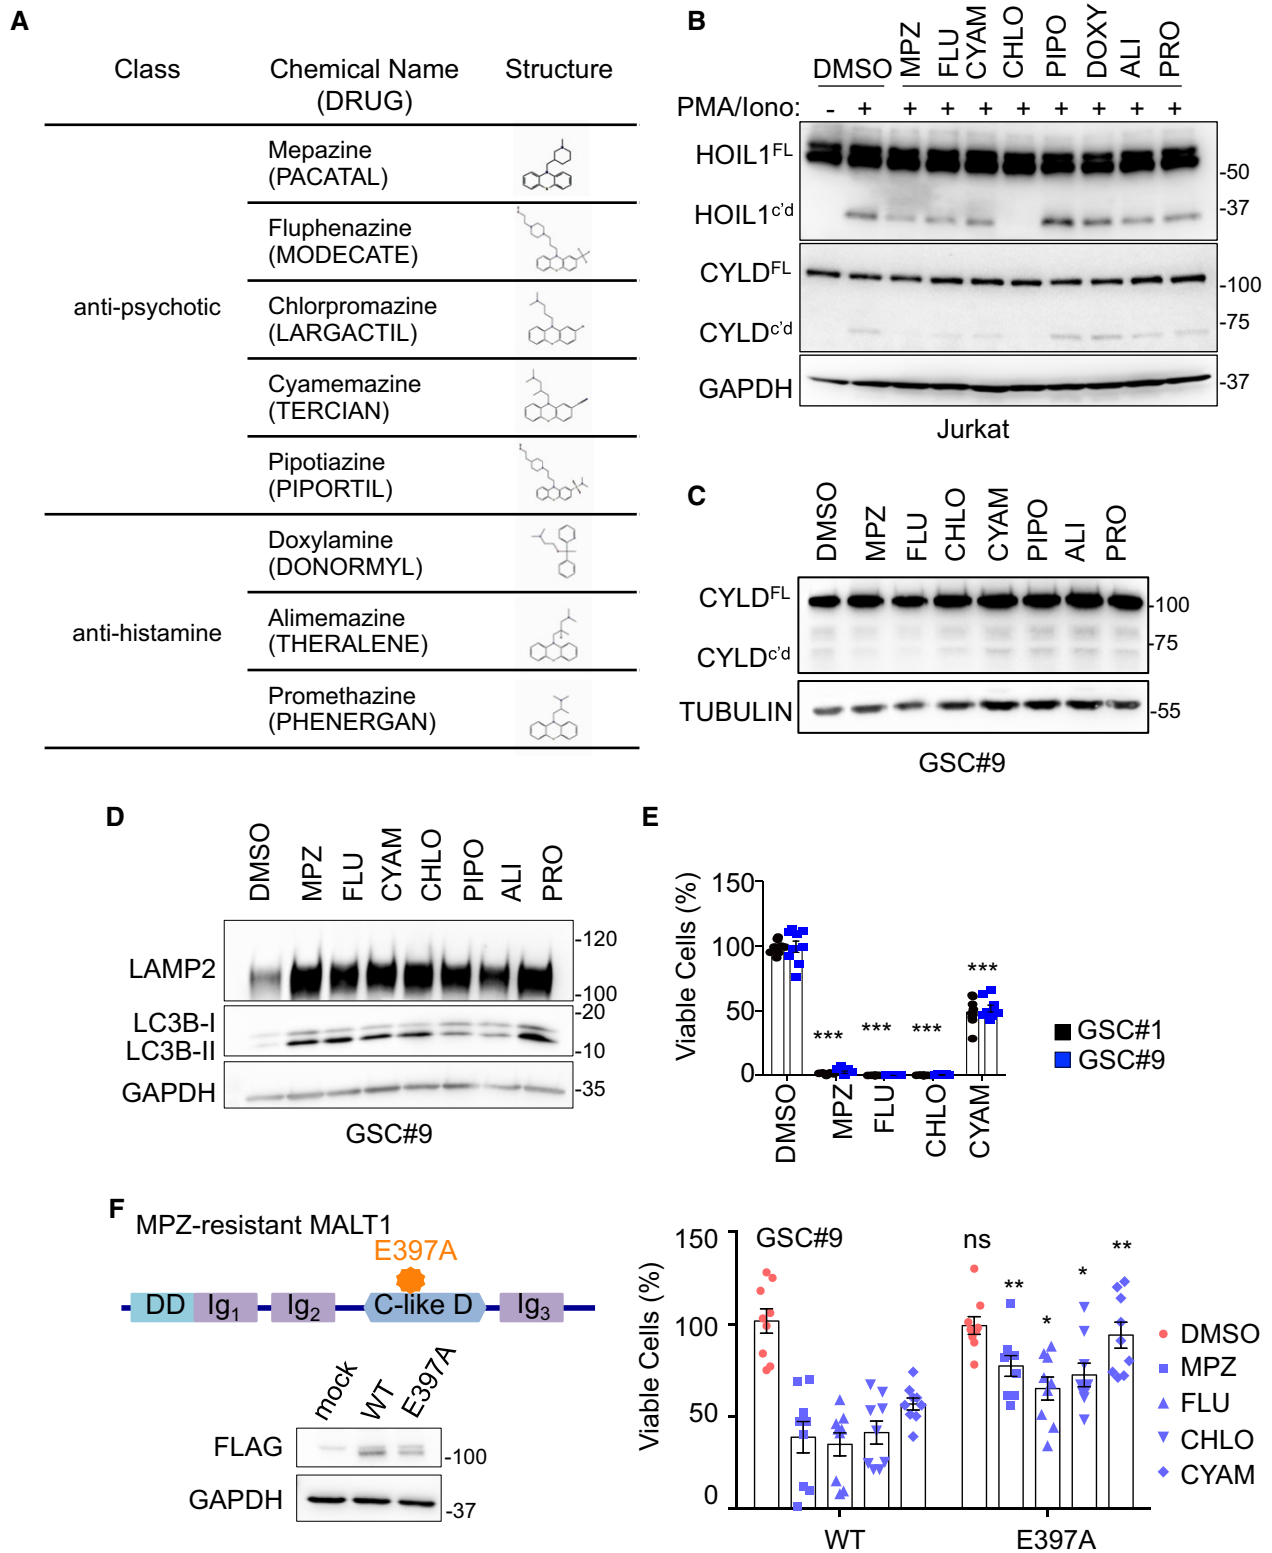 A
Class
Chemical Name
(DRUG)
Structure
anti-psychotic
Mepazine
(PACATAL)
Fluphenazine
(MODECATE)
Chlorpromazine
(LARGACTIL)
Cyamemazine
(TERCIAN)
Pipotiazine
(PIPORTIL)
anti-histamine
Doxylamine
(DONORMYL)
Alimemazine
(THERALENE)
Promethazine
(PHENERGAN)
B
DMSO MPZ FLU CYAM CHLO PIPO DOXY ALI PRO
PMA/Iono: - + + + + + + + + +
HOIL1FL
-50
HOIL1c'd
-37
CYLDFL
-100
CYLDc'd
-75
GAPDH
-37
Jurkat
C
DMSO MPZ FLU CHLO CYAM PIPO ALI PRO
CYLDFL
-100
CYLDc'd
-75
TUBULIN
-55
GSC#9
D
DMSO MPZ FLU CYAM CHLO PIPO ALI PRO
LAMP2
-120
-100
LC3B-I
-20
LC3B-II
-10
GAPDH
-35
GSC#9
E
Viable Cells (%)
150
100
50
0
***
***
***
***
DMSO MPZ FLU CHLO CYAM
GSC#1
GSC#9
F
MPZ-resistant MALT1
E397A
DD Ig1 Ig2 C-like D Ig3
mock WT E397A
FLAG
-100
GAPDH
-37
Viable Cells (%)
150
100
50
0
GSC#9
ns
**
*
*
**
WT
E397A
DMSO
MPZ
FLU
CHLO
CYAM